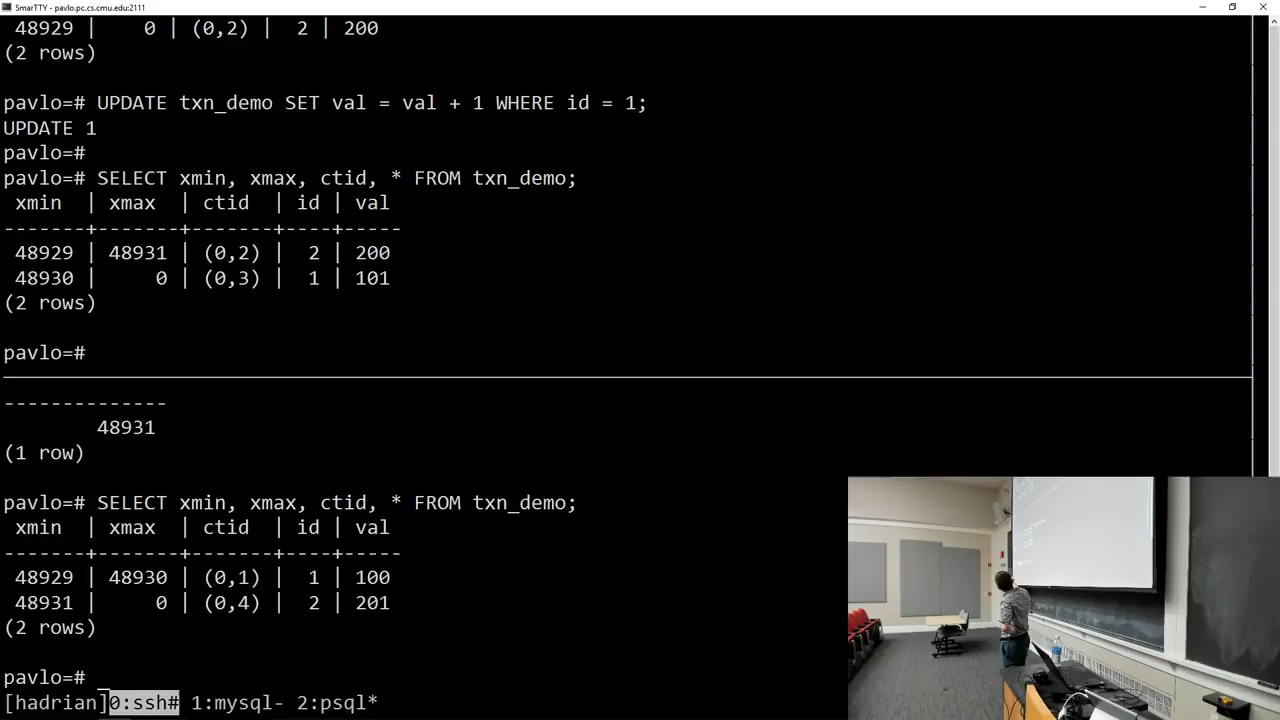 SmarTTY - pavlo.pc.cs.cmu.edu:2111
 48929 |      0 | (0,2) |  2 | 200
(2 rows)
pavlo=# UPDATE txn_demo SET val = val + 1 WHERE id = 1;
UPDATE 1
pavlo=#
pavlo=# SELECT xmin, xmax, ctid, * FROM txn_demo;
 xmin  | xmax  | ctid  | id | val
-------+-------+-------+----+-----
 48929 | 48931 | (0,2) |  2 | 200
 48930 |     0 | (0,3) |  1 | 101
(2 rows)
pavlo=#
--------------
        48931
(1 row)
pavlo=# SELECT xmin, xmax, ctid, * FROM txn_demo;
 xmin  | xmax  | ctid  | id | val
-------+-------+-------+----+-----
 48929 | 48930 | (0,1) |  1 | 100
 48931 |     0 | (0,4) |  2 | 201
(2 rows)
pavlo=#
[hadrian]0:ssh# 1:mysql- 2:psql*